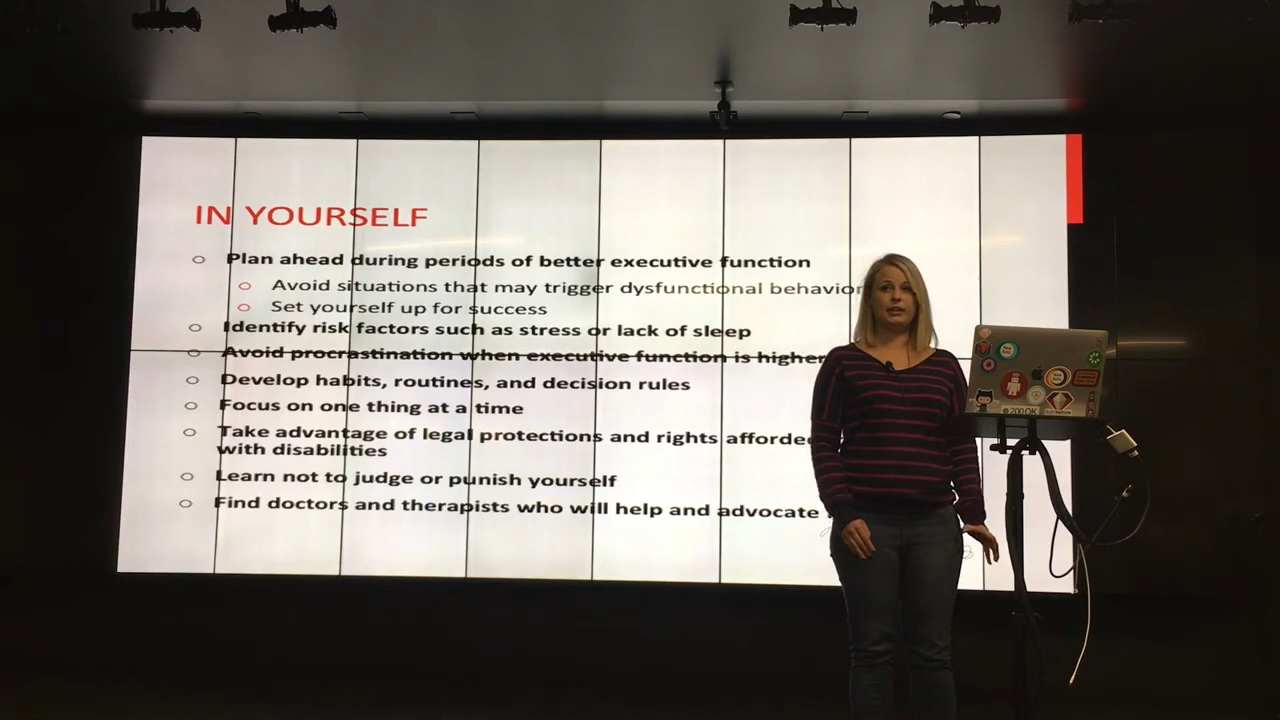 IN YOURSELF
Plan ahead during periods of better executive function
Avoid situations that may trigger dysfunctional behavior
Set yourself up for success
Identify risk factors such as stress or lack of sleep
Avoid procrastination when executive function is higher
Develop habits, routines, and decision rules
Focus on one thing at a time
Take advantage of legal protections and rights afforded
with disabilities
Learn not to judge or punish yourself
Find doctors and therapists who will help and advocate
200 OK